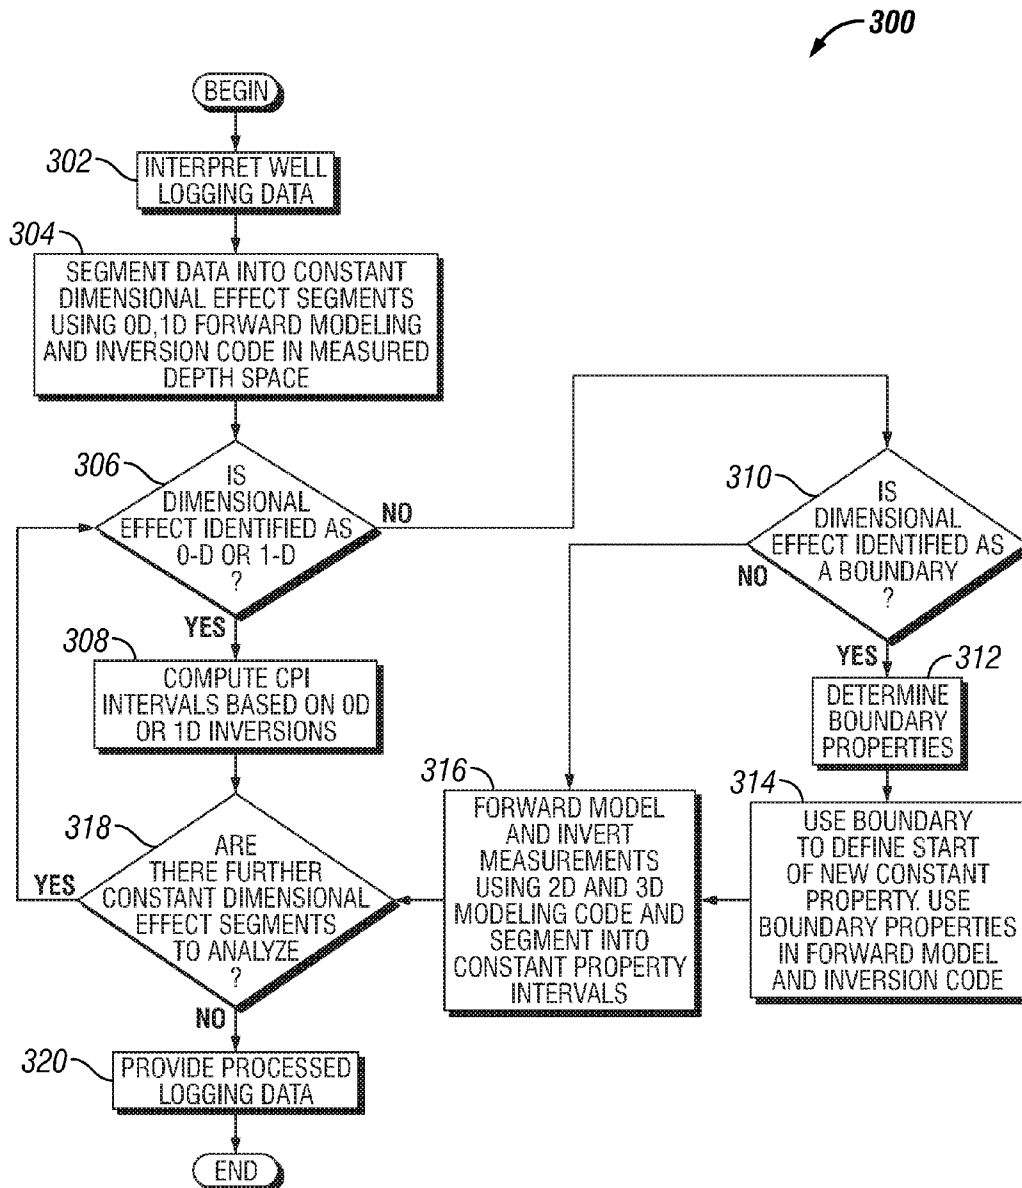 300
BEGIN
302
INTERPRET WELL
LOGGING DATA
304
SEGMENT DATA INTO CONSTANT
DIMENSIONAL EFFECT SEGMENTS
USING 0D,1D FORWARD MODELING
AND INVERSION CODE IN MEASURED
DEPTH SPACE
306
IS
DIMENSIONAL
EFFECT IDENTIFIED AS
0-D OR 1-D
?
NO
YES
310
IS
DIMENSIONAL
EFFECT IDENTIFIED AS
A BOUNDARY
?
NO
YES
308
COMPUTE CPI
INTERVALS BASED ON 0D
OR 1D INVERSIONS
312
DETERMINE
BOUNDARY
PROPERTIES
314
USE BOUNDARY
TO DEFINE START
OF NEW CONSTANT
PROPERTY. USE
BOUNDARY PROPERTIES
IN FORWARD MODEL
AND INVERSION CODE
316
FORWARD MODEL
AND INVERT
MEASUREMENTS
USING 2D AND 3D
MODELING CODE AND
SEGMENT INTO
CONSTANT PROPERTY
INTERVALS
318
ARE
THERE FURTHER
CONSTANT DIMENSIONAL
EFFECT SEGMENTS
TO ANALYZE
?
YES
NO
320
PROVIDE PROCESSED
LOGGING DATA
END